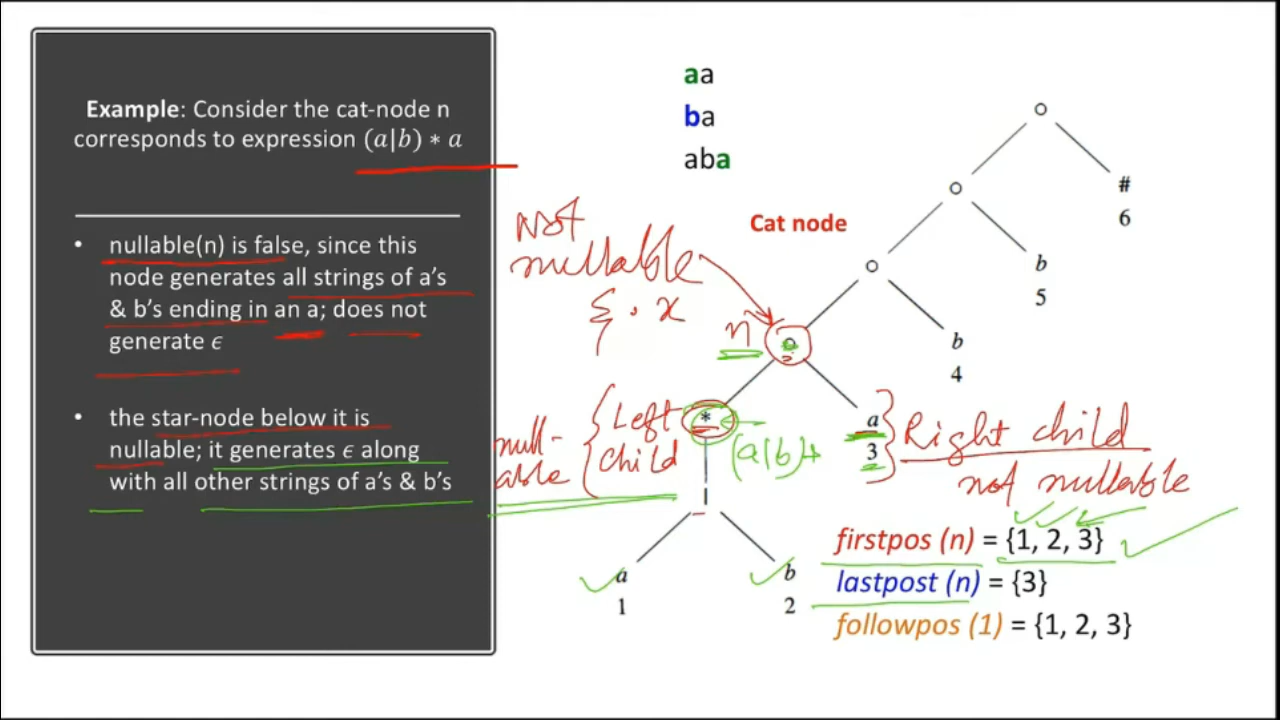 Example: Consider the cat-node n
corresponds to expression (a|b) * a
• nullable(n) is false, since this
node generates all strings of a's
& b's ending in an a; does not
generate ϵ
• the star-node below it is
nullable; it generates ϵ along
with all other strings of a's & b's
aa
ba
aba
Cat node
Not
nullable
n
*
Left
Child
null-
able
(a|b)*
|
a
1
b
2
a
3
Right child
not nullable
b
4
b
5
#
6
firstpos (n) = {1, 2, 3}
lastpost (n) = {3}
followpos (1) = {1, 2, 3}